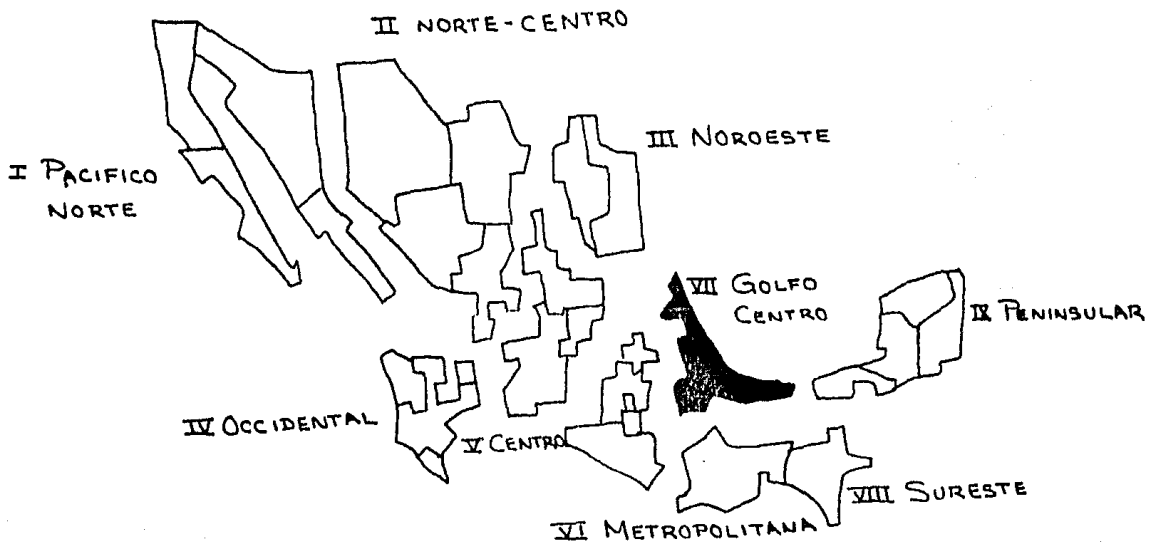 II NORTE-CENTRO
III NOROESTE
I PACIFICO
NORTE
VII GOLFO
CENTRO
IX PENINSULAR
IV OCCIDENTAL
V CENTRO
VIII SURESTE
VI METROPOLITANA